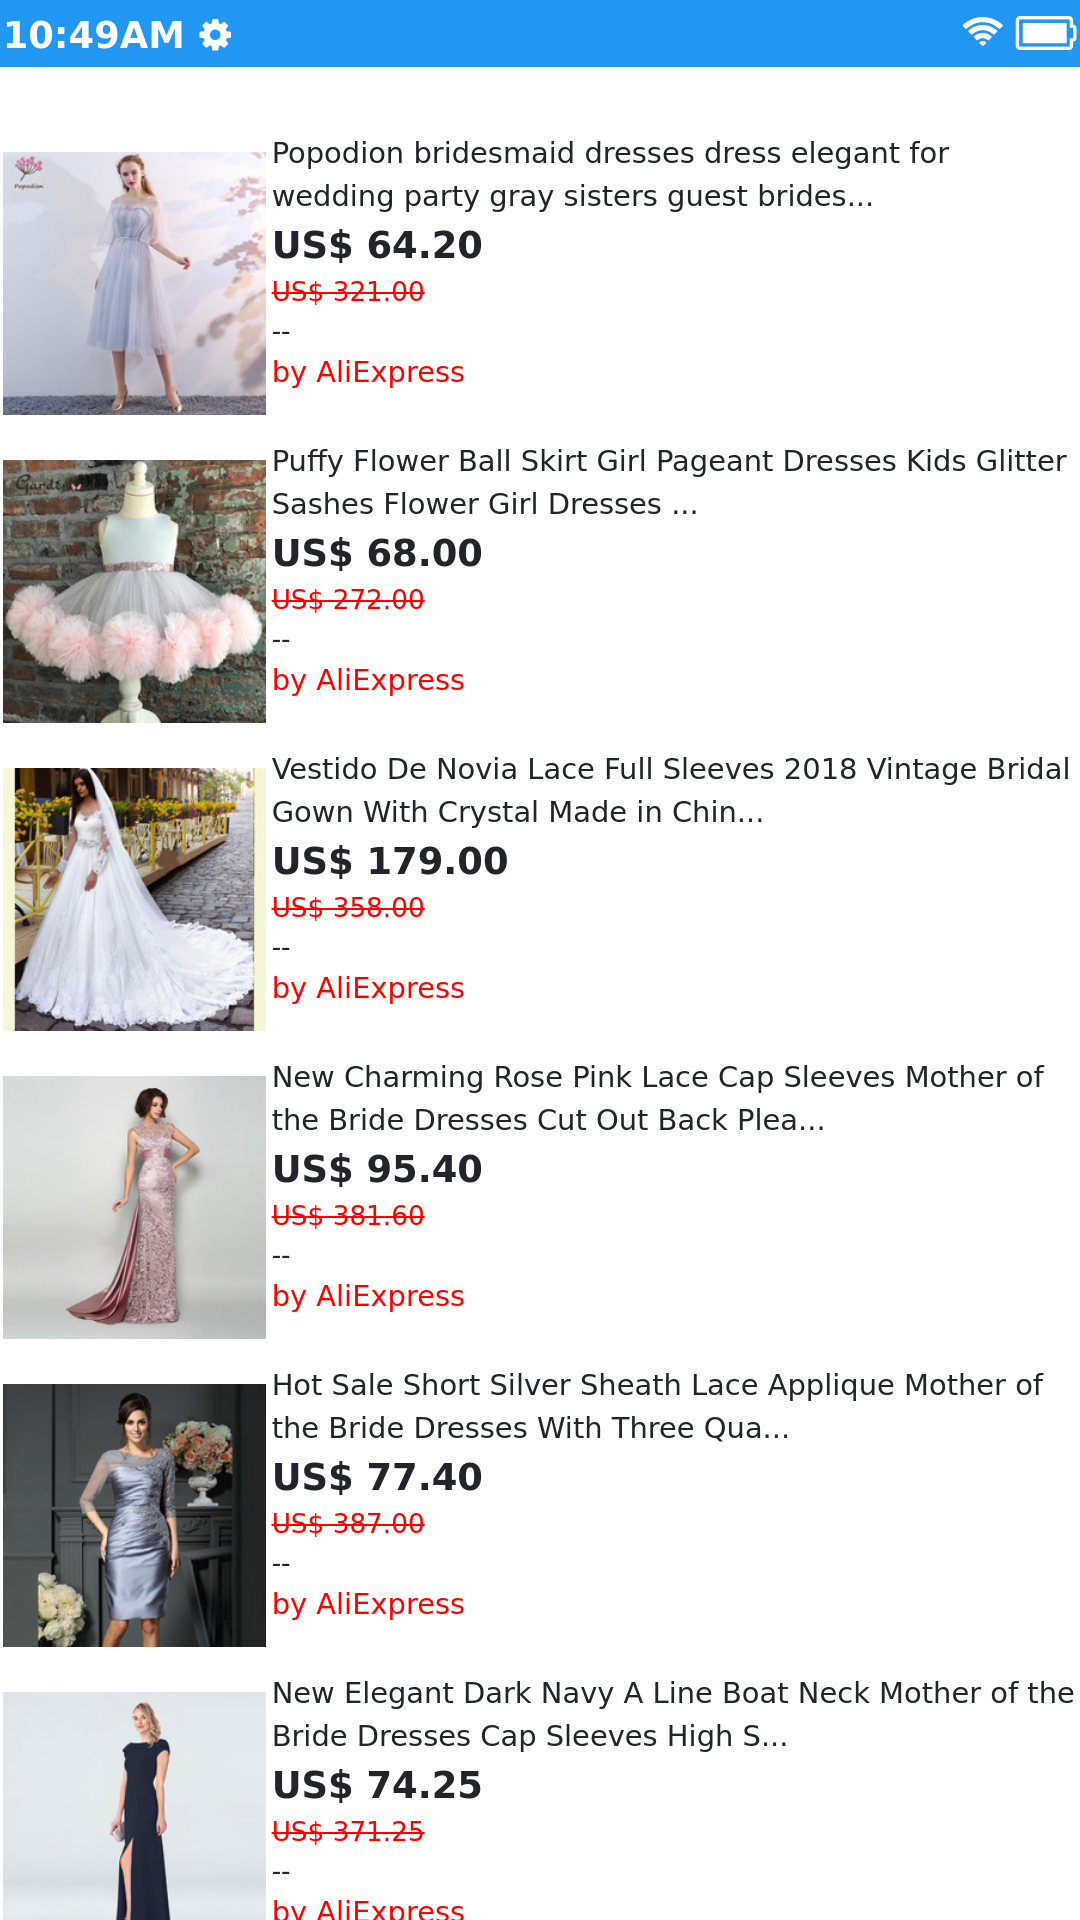 10:49AM
Popodion
Popodion bridesmaid dresses dress elegant for
wedding party gray sisters guest brides...
US$ 64.20
US$ 321.00
--
by AliExpress
Puffy Flower Ball Skirt Girl Pageant Dresses Kids Glitter
Sashes Flower Girl Dresses ...
US$ 68.00
US$ 272.00
--
by AliExpress
Vestido De Novia Lace Full Sleeves 2018 Vintage Bridal
Gown With Crystal Made in Chin...
US$ 179.00
US$ 358.00
--
by AliExpress
New Charming Rose Pink Lace Cap Sleeves Mother of
the Bride Dresses Cut Out Back Plea...
US$ 95.40
US$ 381.60
--
by AliExpress
Hot Sale Short Silver Sheath Lace Applique Mother of
the Bride Dresses With Three Qua...
US$ 77.40
US$ 387.00
--
by AliExpress
New Elegant Dark Navy A Line Boat Neck Mother of the
Bride Dresses Cap Sleeves High S...
US$ 74.25
US$ 371.25
--
by AliExpress